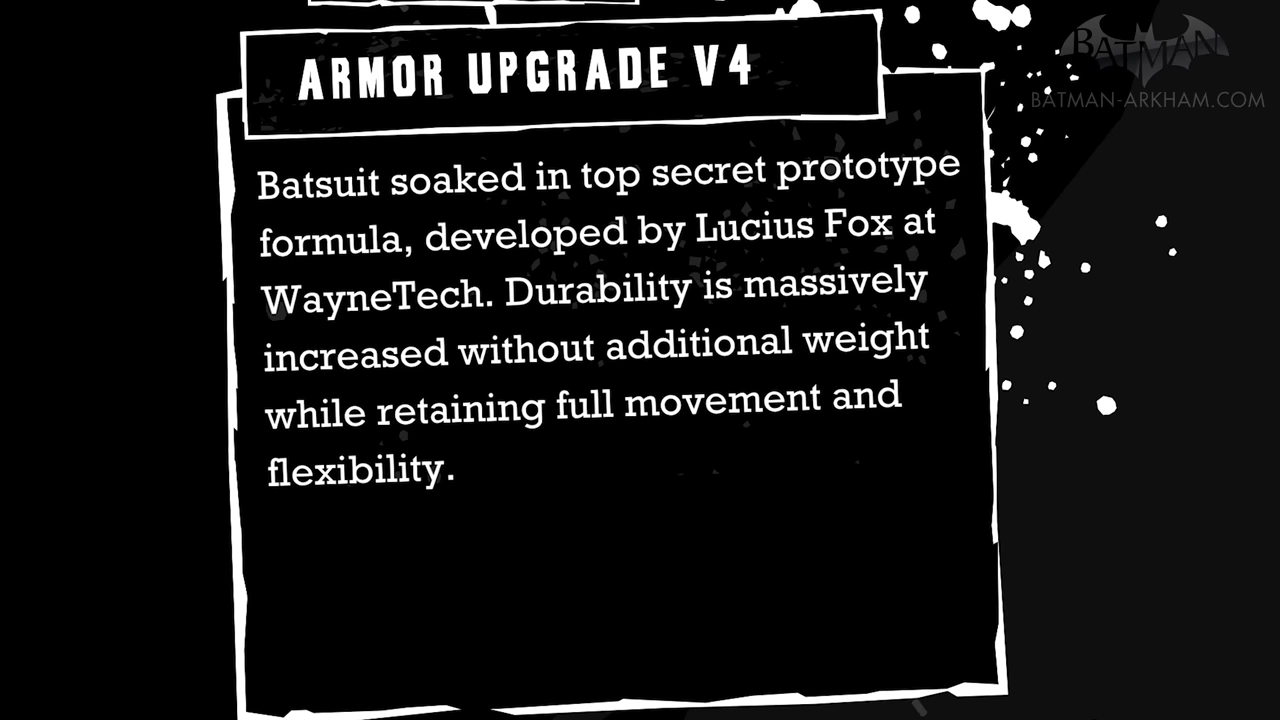 BATMAN
BATMAN-ARKHAM.COM
ARMOR UPGRADE V4
Batsuit soaked in top secret prototype
formula, developed by Lucius Fox at
WayneTech. Durability is massively
increased without additional weight
while retaining full movement and
flexibility.